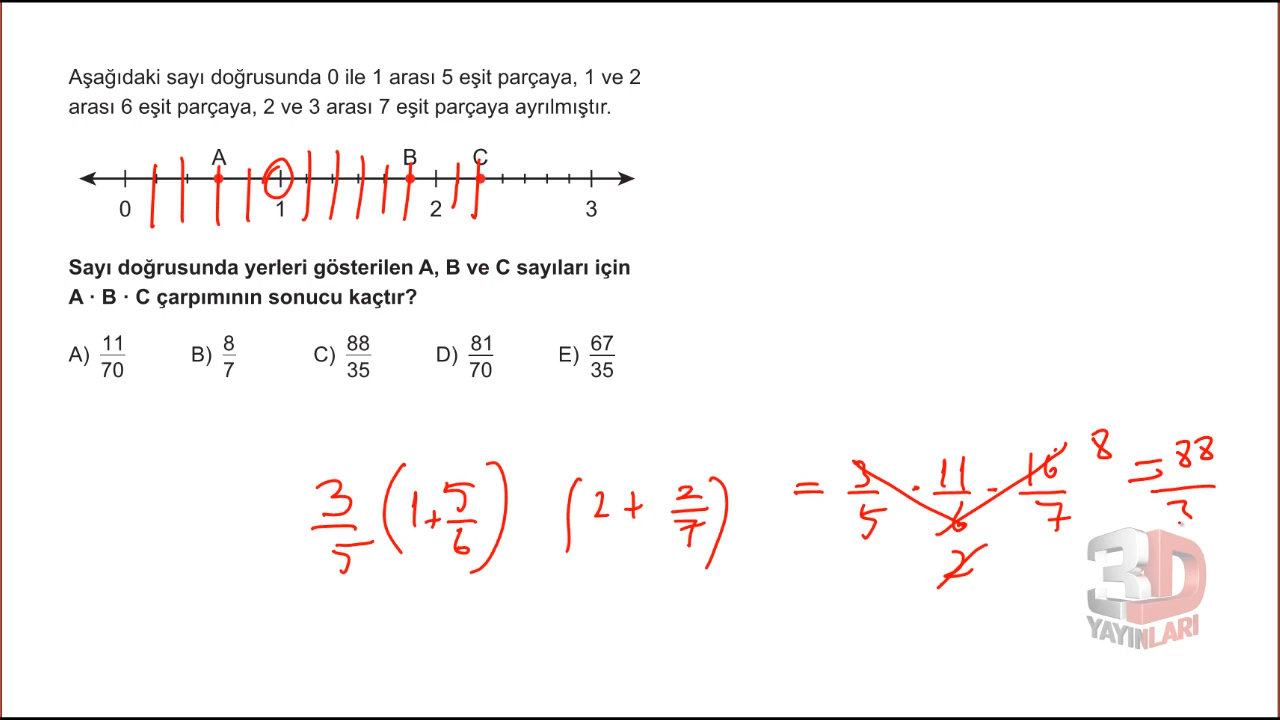 Aşağıdaki sayı doğrusunda 0 ile 1 arası 5 eşit parçaya, 1 ve 2
arası 6 eşit parçaya, 2 ve 3 arası 7 eşit parçaya ayrılmıştır.
A B C
0 1 2 3
Sayı doğrusunda yerleri gösterilen A, B ve C sayıları için
A · B · C çarpımının sonucu kaçtır?
A) 11/70 B) 8/7 C) 88/35 D) 81/70 E) 67/35
3/5 (1+5/6) (2+2/7) = 3/5 · 11/6 · 16/7 8 = 88/3
2
3D
YAYINLARI